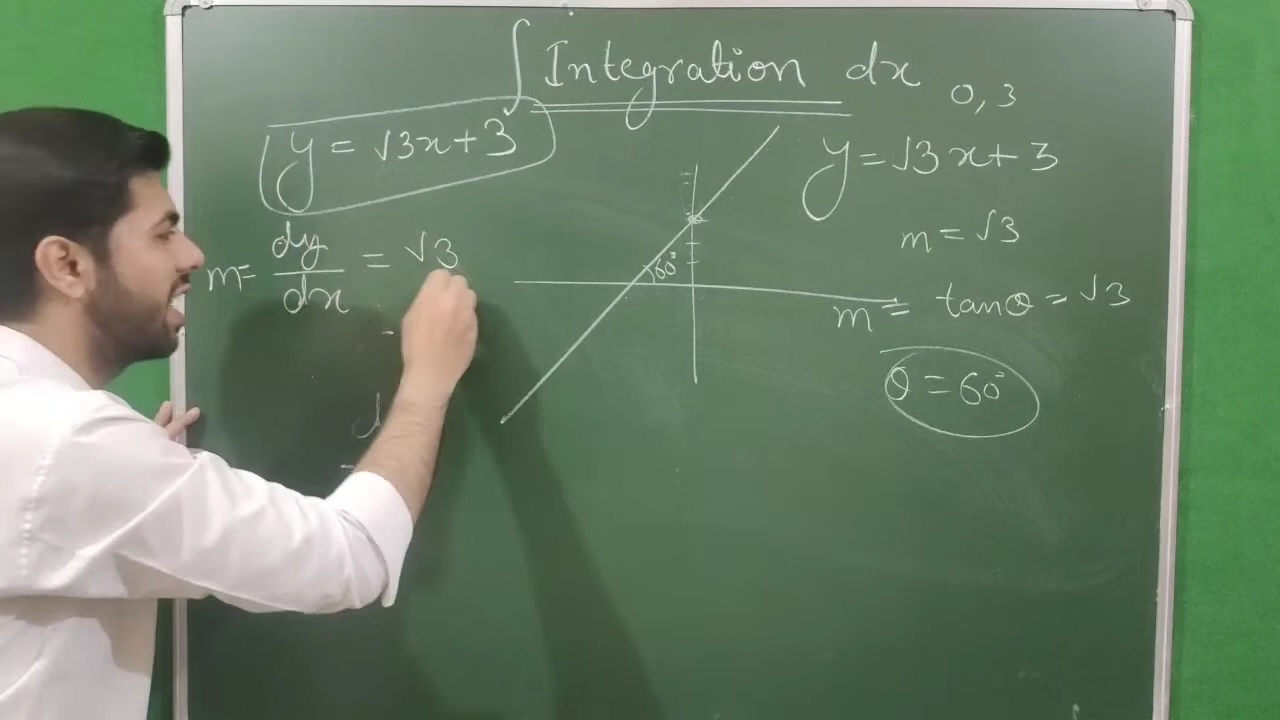 ∫ Integration dx
0,3
y = √3x+3
y = √3x+3
m= dy/dx = √3
60°
m = √3
m = tanθ = √3
θ = 60°
d